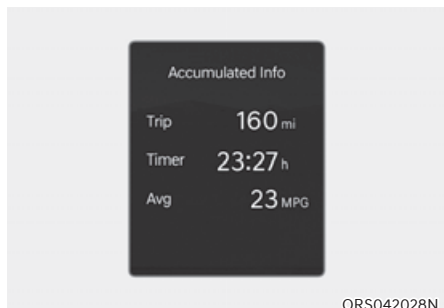 Accumulated Info
Trip 160 mi
Timer 23:27 h
Avg 23 MPG
ORS042028N